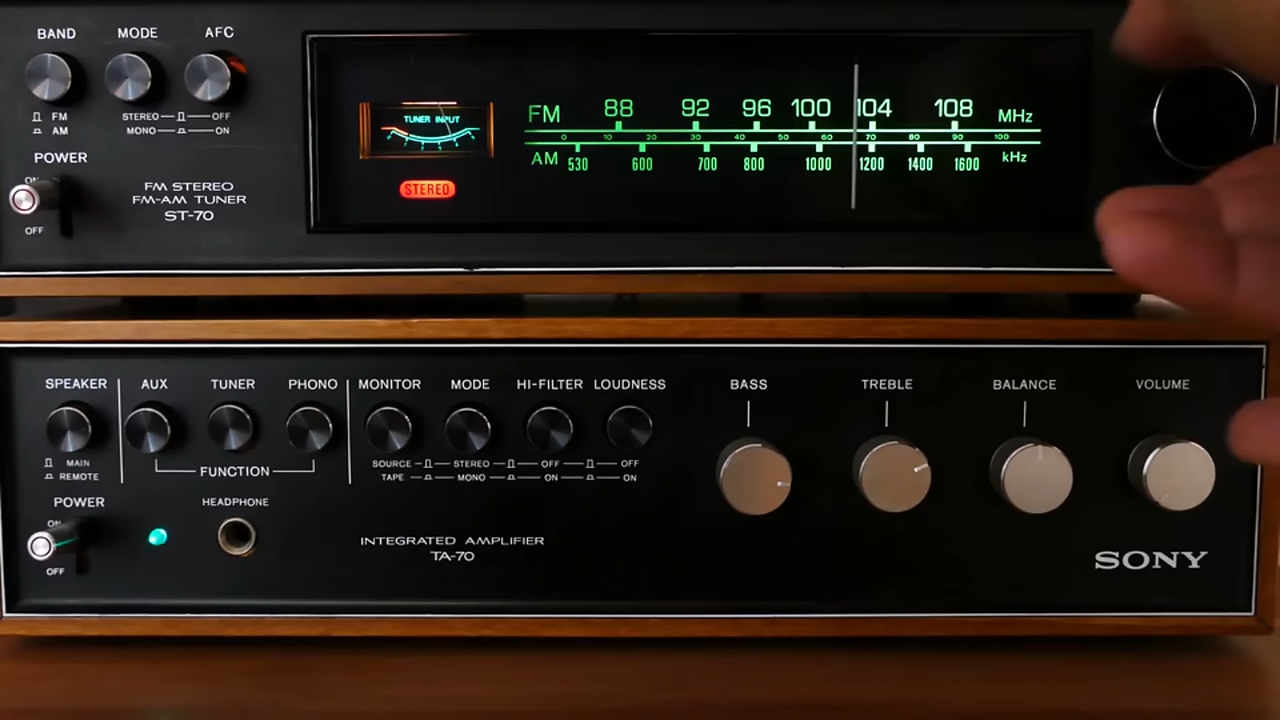 BAND MODE AFC
FM STEREO OFF
AM MONO ON
POWER
ON
OFF
FM STEREO
FM-AM TUNER
ST-70
TUNER INPUT
STEREO
FM 88 92 96 100 104 108 MHz
0 10 20 30 40 50 60 70 80 90 100
AM 530 600 700 800 1000 1200 1400 1600 kHz
SPEAKER AUX TUNER PHONO MONITOR MODE HI-FILTER LOUDNESS BASS TREBLE BALANCE VOLUME
MAIN SOURCE STEREO OFF OFF
REMOTE FUNCTION TAPE MONO ON ON
POWER HEADPHONE
ON
OFF
INTEGRATED AMPLIFIER
TA-70
SONY